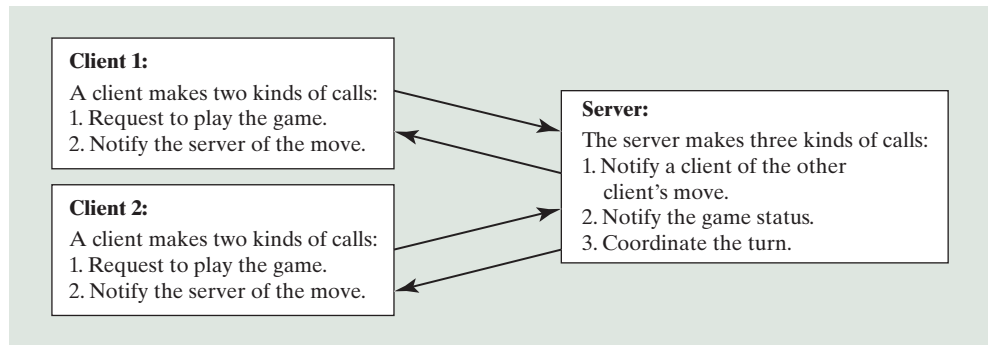 Client 1:
A client makes two kinds of calls:
1. Request to play the game.
2. Notify the server of the move.
Client 2:
A client makes two kinds of calls:
1. Request to play the game.
2. Notify the server of the move.
Server:
The server makes three kinds of calls:
1. Notify a client of the other
client’s move.
2. Notify the game status.
3. Coordinate the turn.